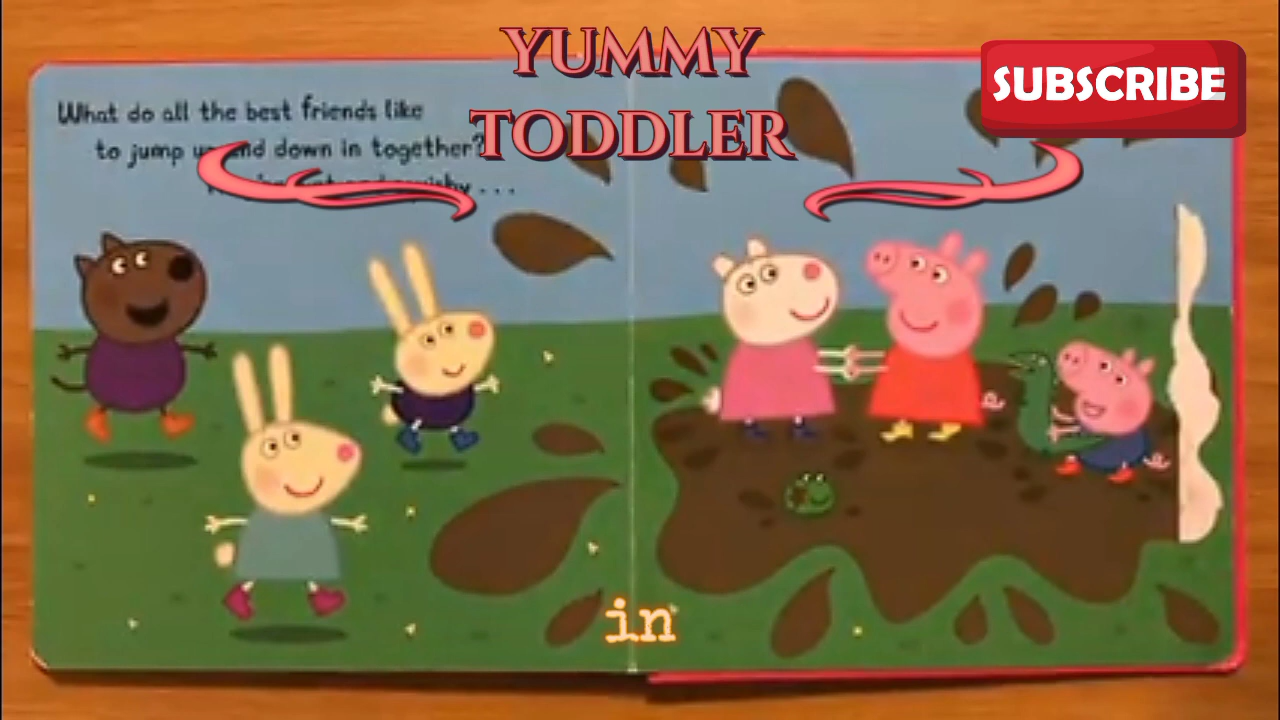 YUMMY
TODDLER
SUBSCRIBE
What do all the best friends like
to jump up and down in together?
...
in